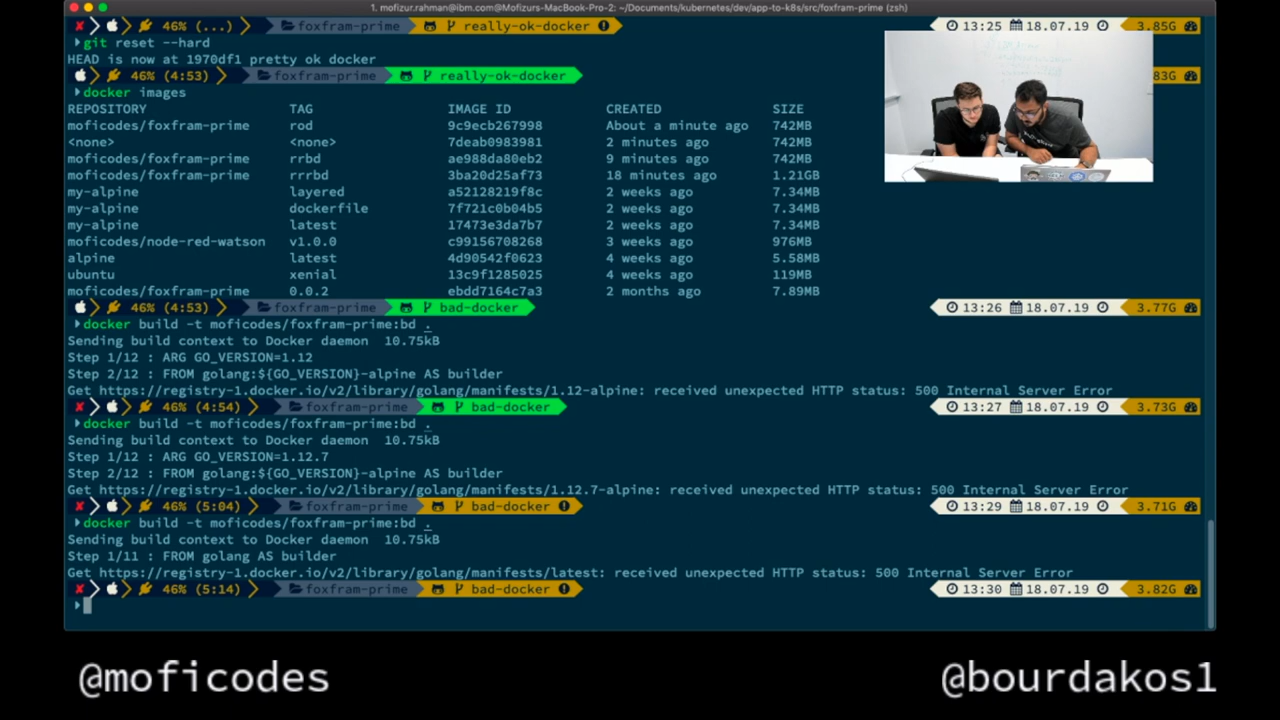 1. mofizur.rahman@ibm.com@Mofizurs-MacBook-Pro-2: ~/Documents/kubernetes/dev/app-to-k8s/src/foxfram-prime (zsh)
✘ 46% (...) foxfram-prime really-ok-docker 13:25 18.07.19 3.85G
git reset --hard
HEAD is now at 1970df1 pretty ok docker
46% (4:53) foxfram-prime really-ok-docker 83G
docker images
REPOSITORY TAG IMAGE ID CREATED SIZE
moficodes/foxfram-prime rod 9c9ecb267998 About a minute ago 742MB
<none> <none> 7deab0983981 2 minutes ago 742MB
moficodes/foxfram-prime rrbd ae988da80eb2 9 minutes ago 742MB
moficodes/foxfram-prime rrrbd 3ba20d25af73 18 minutes ago 1.21GB
my-alpine layered a52128219f8c 2 weeks ago 7.34MB
my-alpine dockerfile 7f721c0b04b5 2 weeks ago 7.34MB
my-alpine latest 17473e3da7b7 2 weeks ago 7.34MB
moficodes/node-red-watson v1.0.0 c99156708268 3 weeks ago 976MB
alpine latest 4d90542f0623 4 weeks ago 5.58MB
ubuntu xenial 13c9f1285025 4 weeks ago 119MB
moficodes/foxfram-prime 0.0.2 ebdd7164c7a3 2 months ago 7.89MB
46% (4:53) foxfram-prime bad-docker 13:26 18.07.19 3.77G
docker build -t moficodes/foxfram-prime:bd .
Sending build context to Docker daemon 10.75kB
Step 1/12 : ARG GO_VERSION=1.12
Step 2/12 : FROM golang:${GO_VERSION}-alpine AS builder
Get https://registry-1.docker.io/v2/library/golang/manifests/1.12-alpine: received unexpected HTTP status: 500 Internal Server Error
✘ 46% (4:54) foxfram-prime bad-docker 13:27 18.07.19 3.73G
docker build -t moficodes/foxfram-prime:bd .
Sending build context to Docker daemon 10.75kB
Step 1/12 : ARG GO_VERSION=1.12.7
Step 2/12 : FROM golang:${GO_VERSION}-alpine AS builder
Get https://registry-1.docker.io/v2/library/golang/manifests/1.12.7-alpine: received unexpected HTTP status: 500 Internal Server Error
✘ 46% (5:04) foxfram-prime bad-docker 13:29 18.07.19 3.71G
docker build -t moficodes/foxfram-prime:bd .
Sending build context to Docker daemon 10.75kB
Step 1/11 : FROM golang AS builder
Get https://registry-1.docker.io/v2/library/golang/manifests/latest: received unexpected HTTP status: 500 Internal Server Error
✘ 46% (5:14) foxfram-prime bad-docker 13:30 18.07.19 3.82G
@moficodes
@bourdakos1